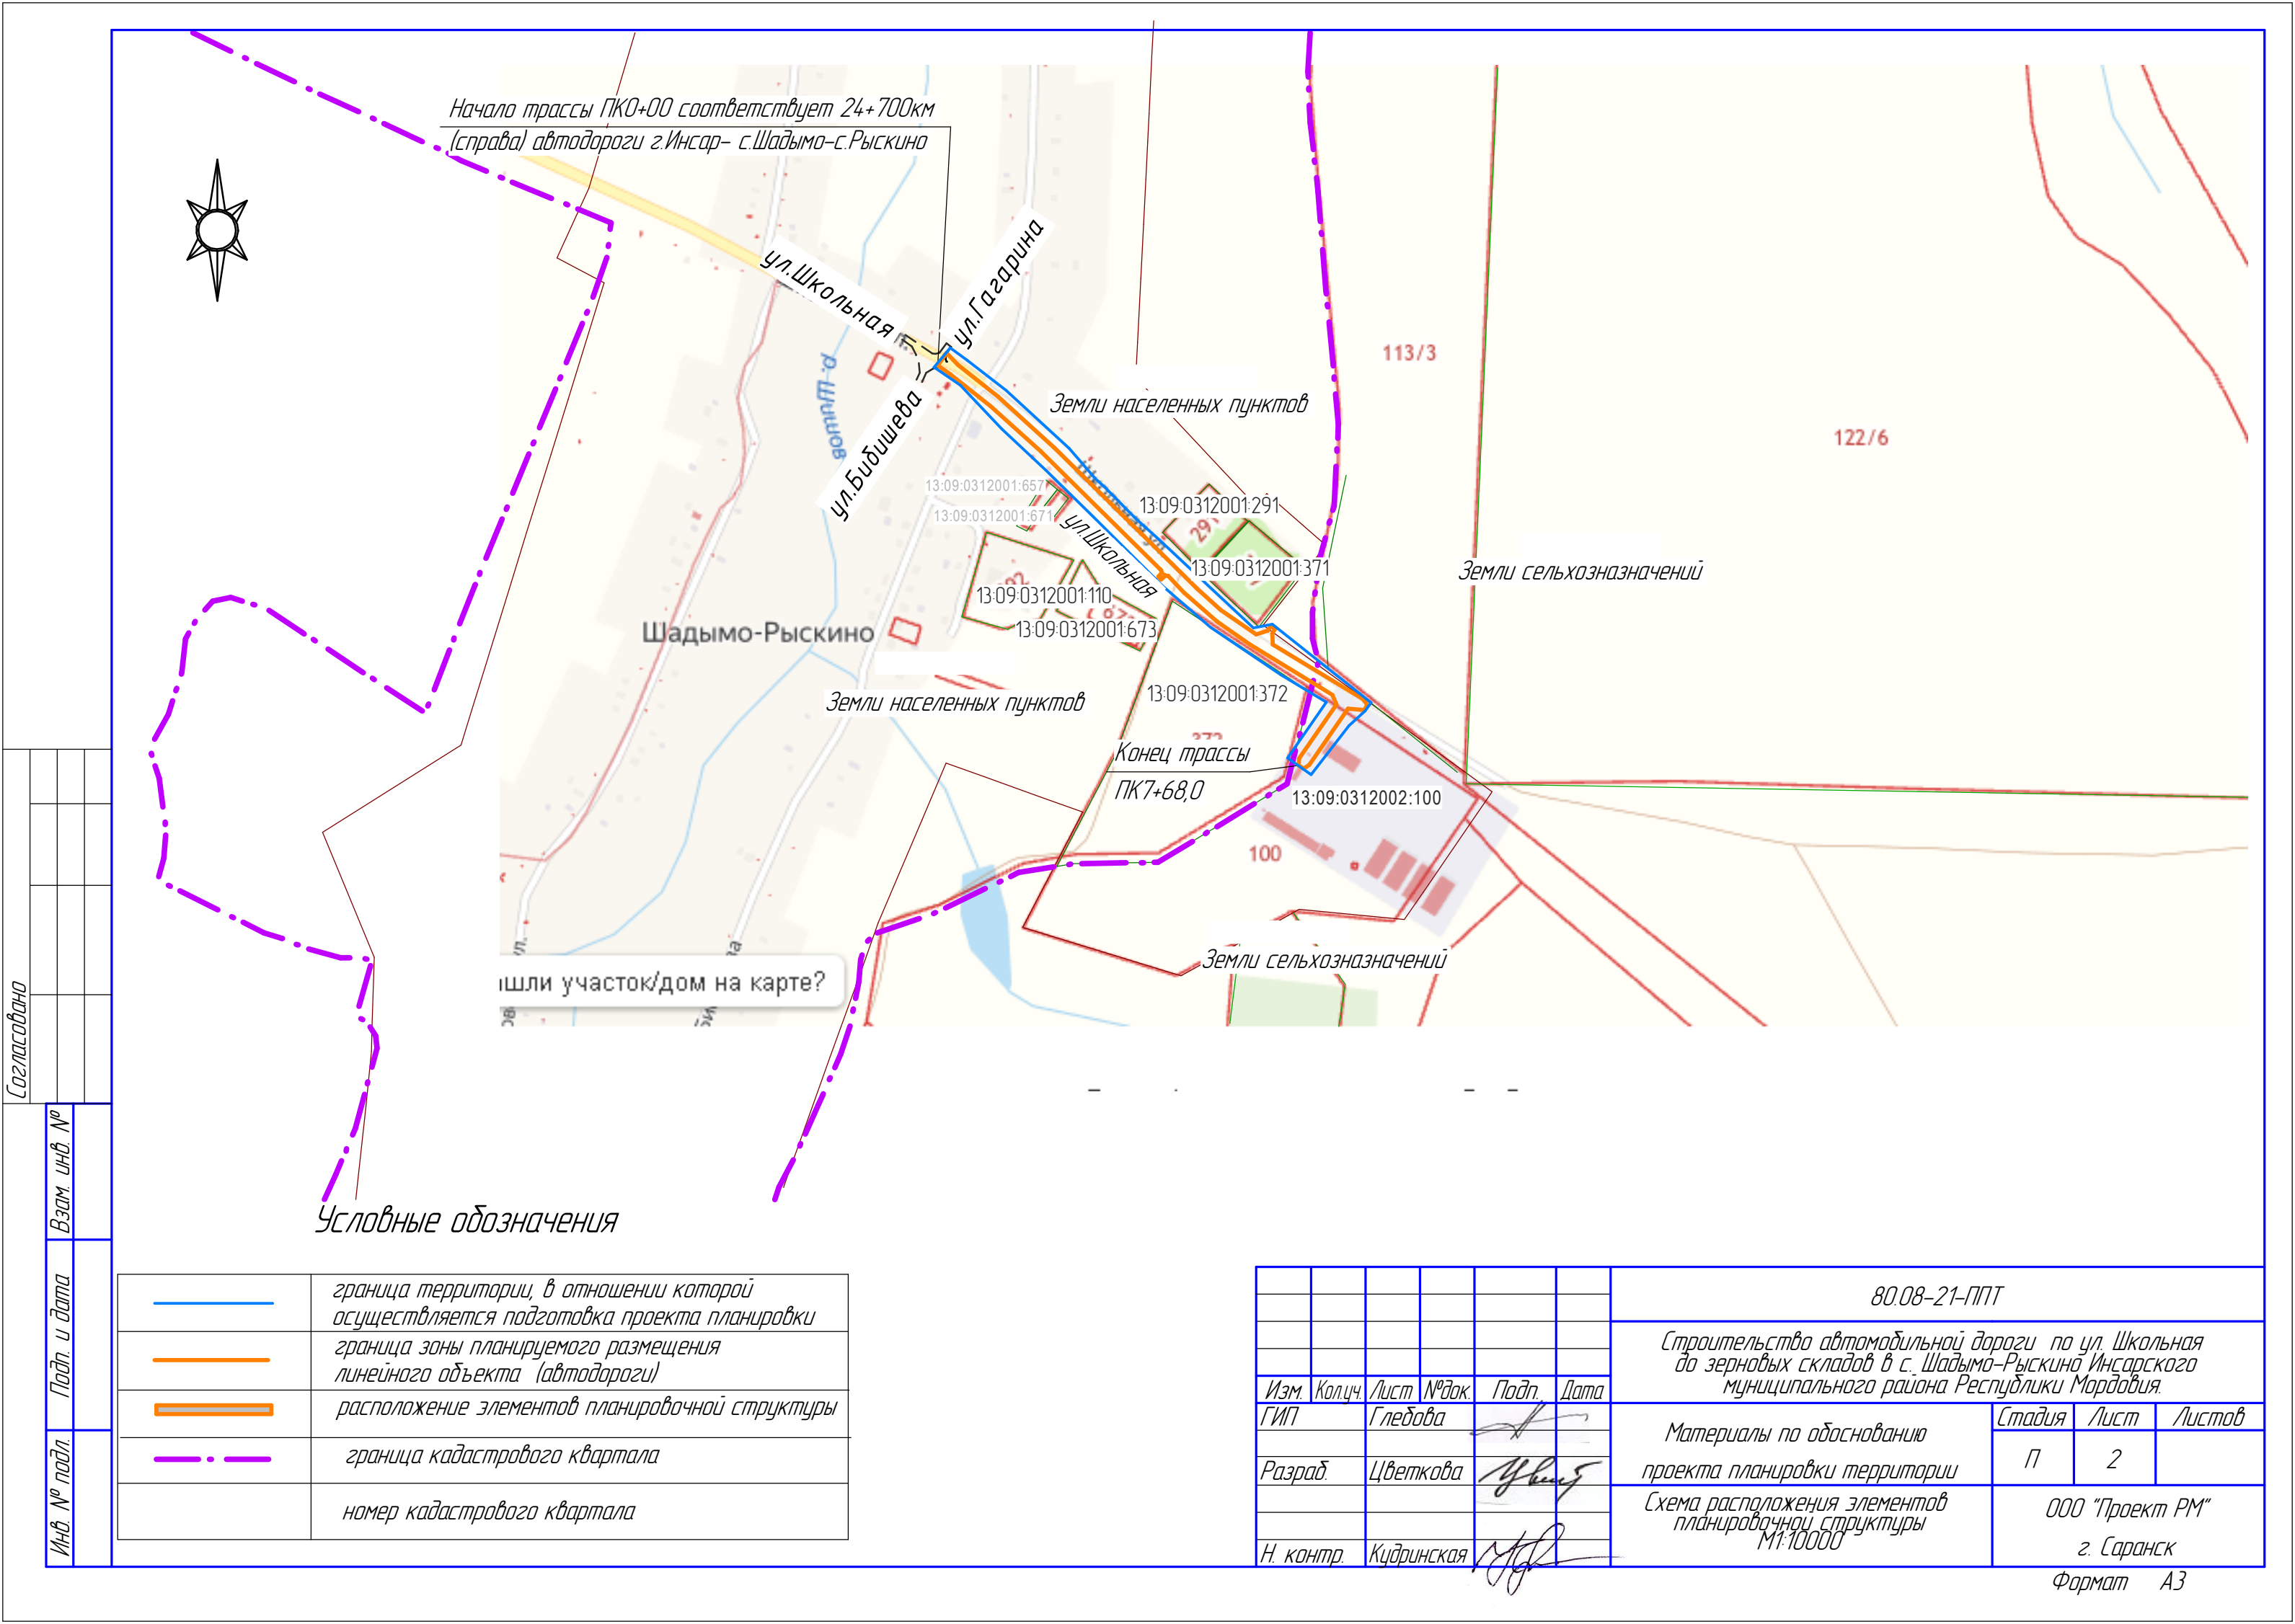 Начало трассы ПК0+00 соответствует 24+700км
(справа) автодороги г.Инсар- с.Шадымо-с.Рыскино
ул.Школьная
ул.Гагарина
р. Шишов
ул.Бибишева
113/3
122/6
Земли населенных пунктов
13:09:0312001:657
13:09:0312001:671
13:09:0312001:291
291
ул.Школьная
13:09:0312001:371
Земли сельхозназначений
13:09:0312001:110
13:09:0312001:673
Шадымо-Рыскино
13:09:0312001:372
Земли населенных пунктов
Конец трассы
ПК7+68,0
13:09:0312002:100
100
Земли сельхозназначений
ашли участок/дом на карте?
Согласовано
Взам. инв. №
Подп. и дата
Инв. № подл.
Условные обозначения
граница территории, в отношении которой
осуществляется подготовка проекта планировки
граница зоны планируемого размещения
линейного объекта (автодороги)
расположение элементов планировочной структуры
граница кадастрового квартала
номер кадастрового квартала
80.08-21-ППТ
Строительство автомобильной дороги по ул. Школьная
до зерновых складов в с. Шадымо-Рыскино Инсарского
муниципального района Республики Мордовия.
Изм. Кол.уч. Лист №док. Подп. Дата
ГИП Глебова
Разраб. Цветкова
Н. контр. Кудринская
Материалы по обоснованию
проекта планировки территории
Стадия Лист Листов
П 2
Схема расположения элементов
планировочной структуры
М1:10000
ООО "Проект РМ"
г. Саранск
Формат А3